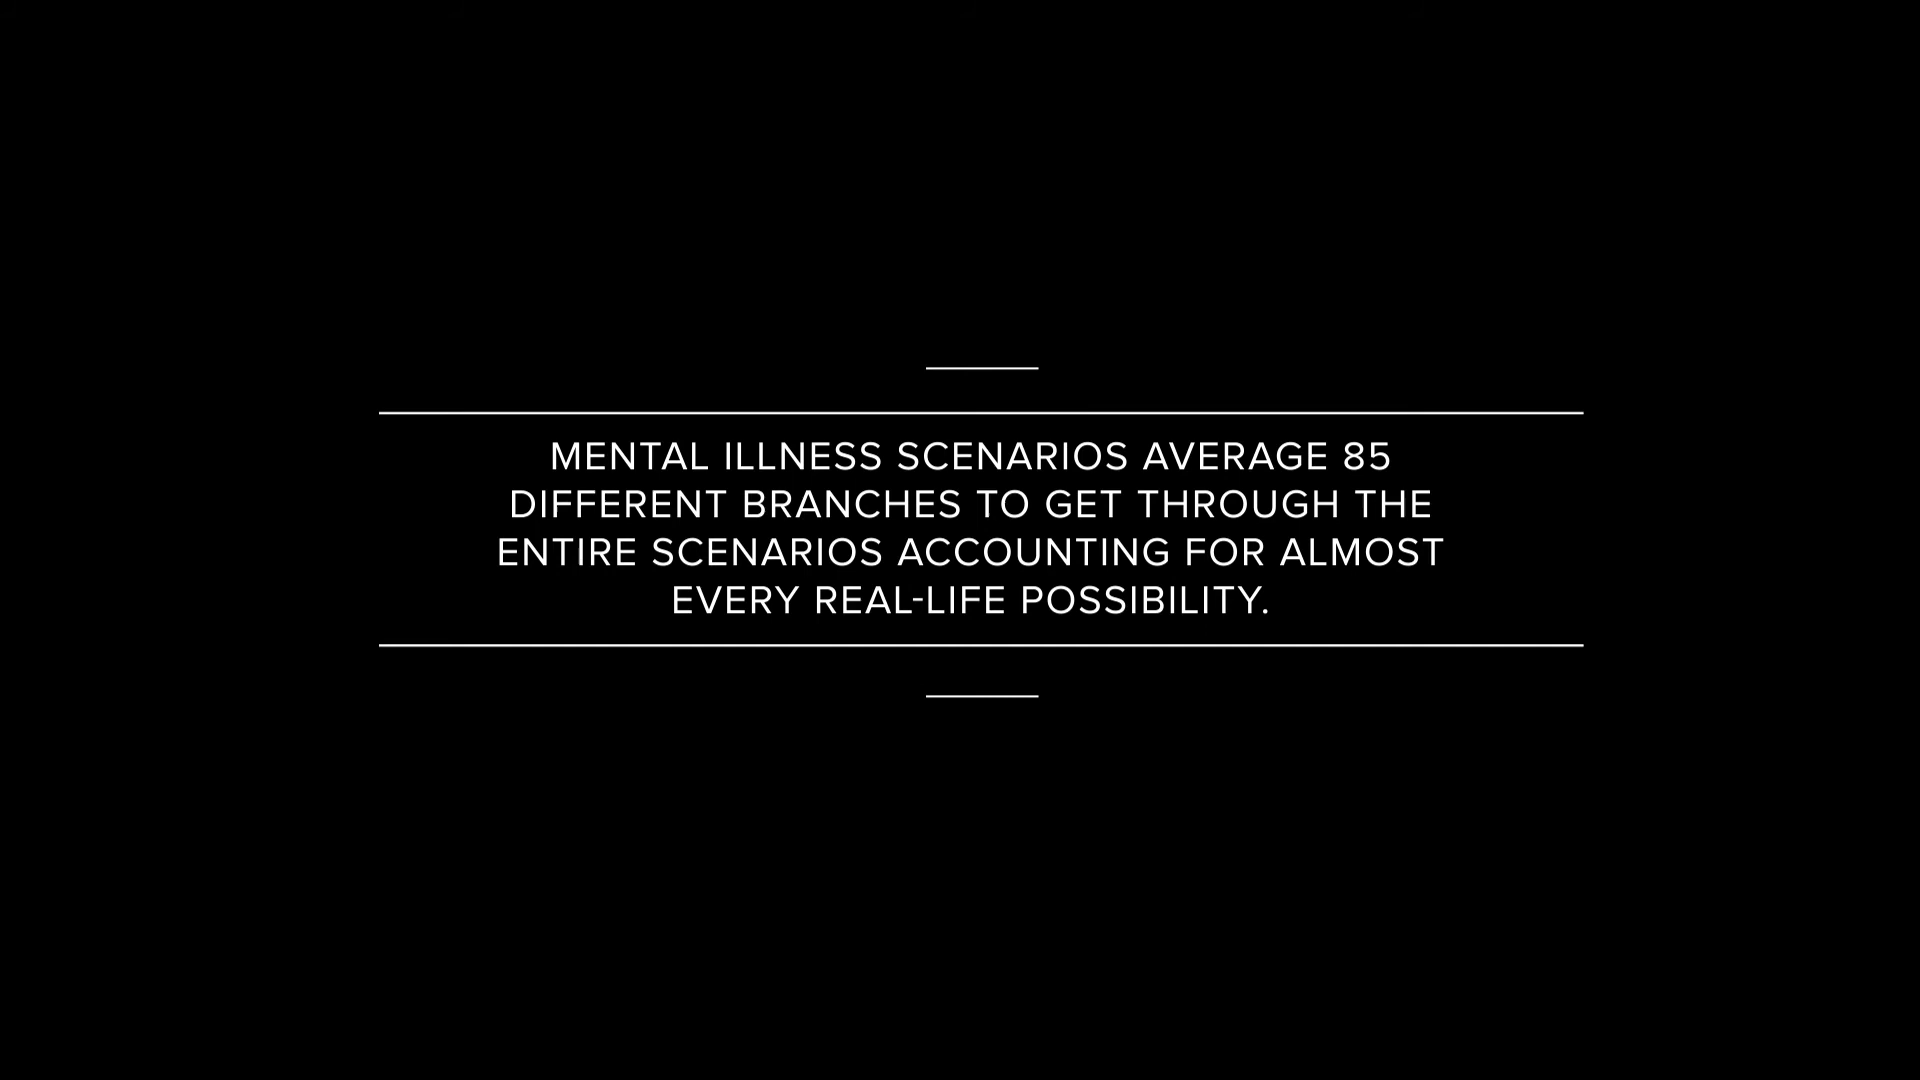 MENTAL ILLNESS SCENARIOS AVERAGE 85
DIFFERENT BRANCHES TO GET THROUGH THE
ENTIRE SCENARIOS ACCOUNTING FOR ALMOST
EVERY REAL-LIFE POSSIBILITY.